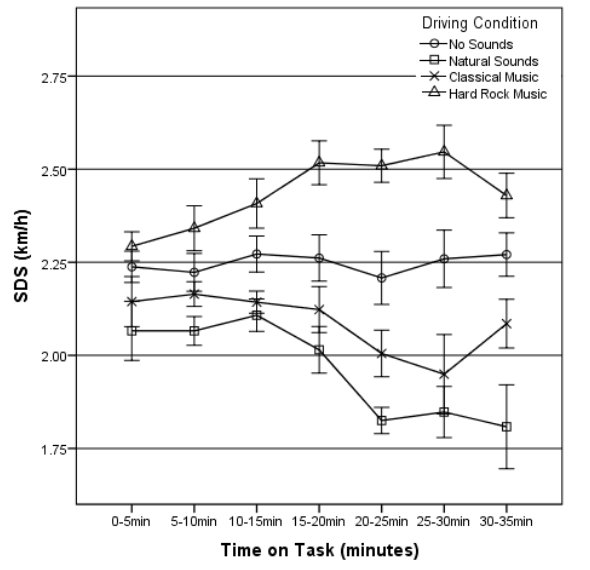 Driving Condition
No Sounds
Natural Sounds
Classical Music
Hard Rock Music
2.75
2.50
2.25
2.00
1.75
SDS (km/h)
0-5min 5-10min 10-15min 15-20min 20-25min 25-30min 30-35min
Time on Task (minutes)